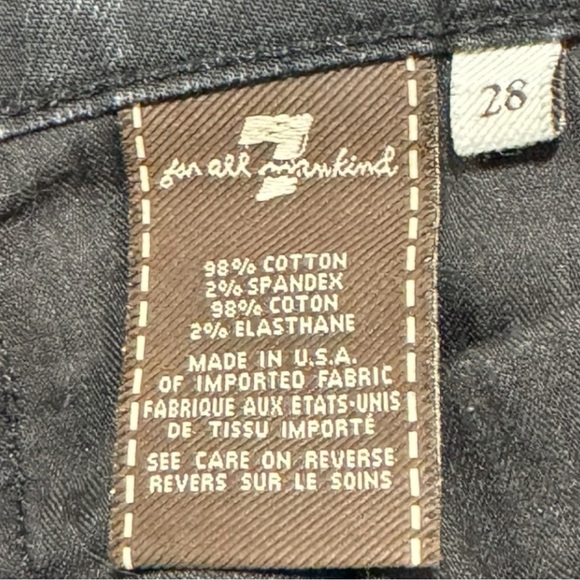 7
for all mankind
28
98% COTTON
2% SPANDEX
98% COTON
2% ELASTHANE
MADE IN U.S.A.
OF IMPORTED FABRIC
FABRIQUE AUX ETATS-UNIS
DE TISSU IMPORTÉ
SEE CARE ON REVERSE
REVERS SUR LE SOINS